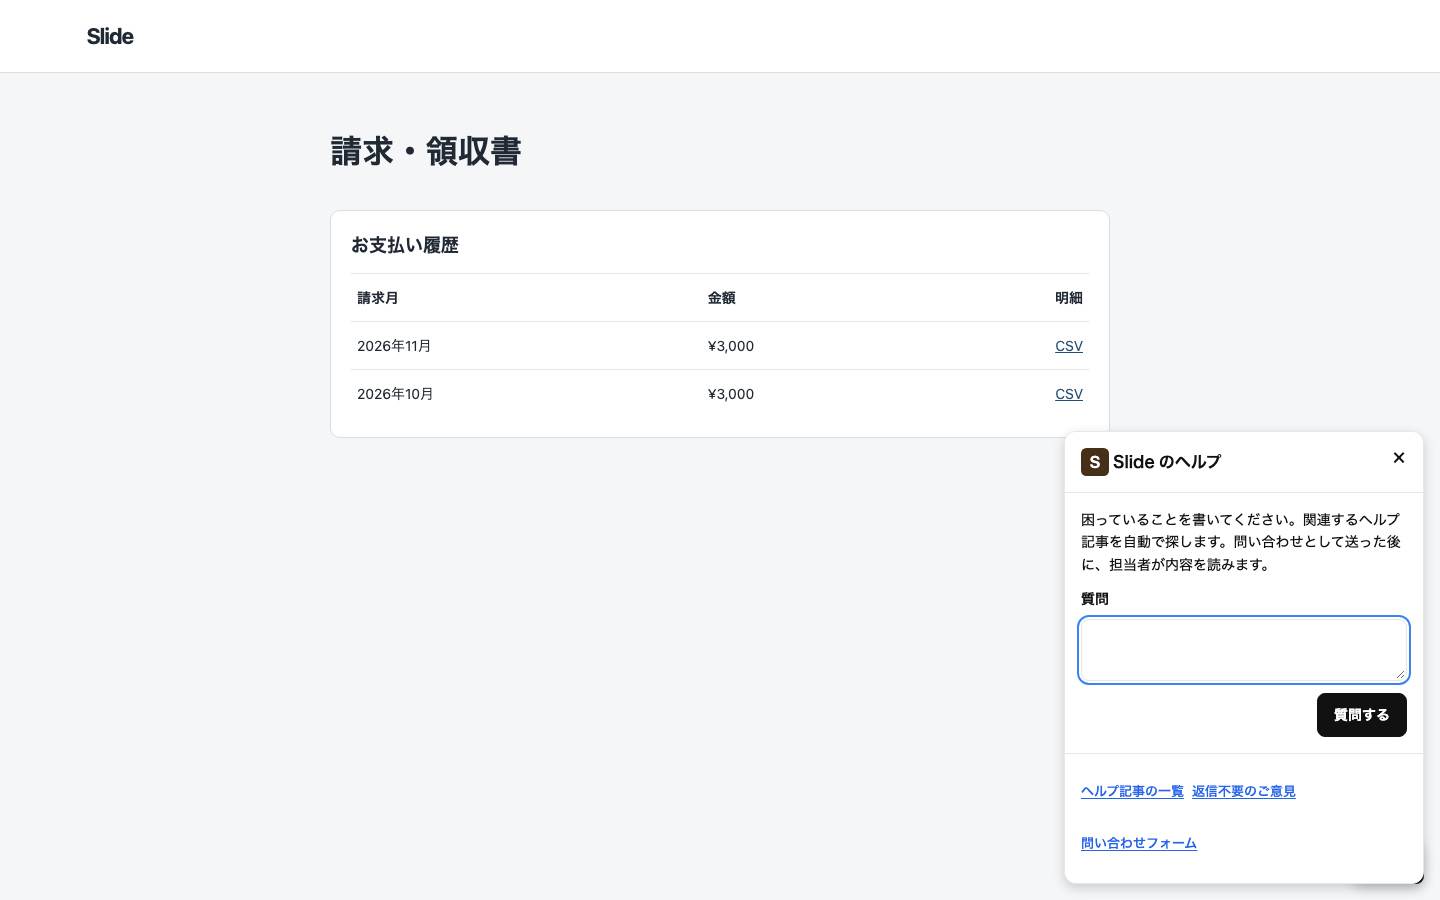 Slide
請求・領収書
お支払い履歴
請求月 金額 明細
2026年11月 ¥3,000 CSV
2026年10月 ¥3,000 CSV
S Slide のヘルプ ×
困っていることを書いてください。関連するヘルプ
記事を自動で探します。問い合わせとして送った後
に、担当者が内容を読みます。
質問
質問する
ヘルプ記事の一覧 返信不要のご意見
問い合わせフォーム